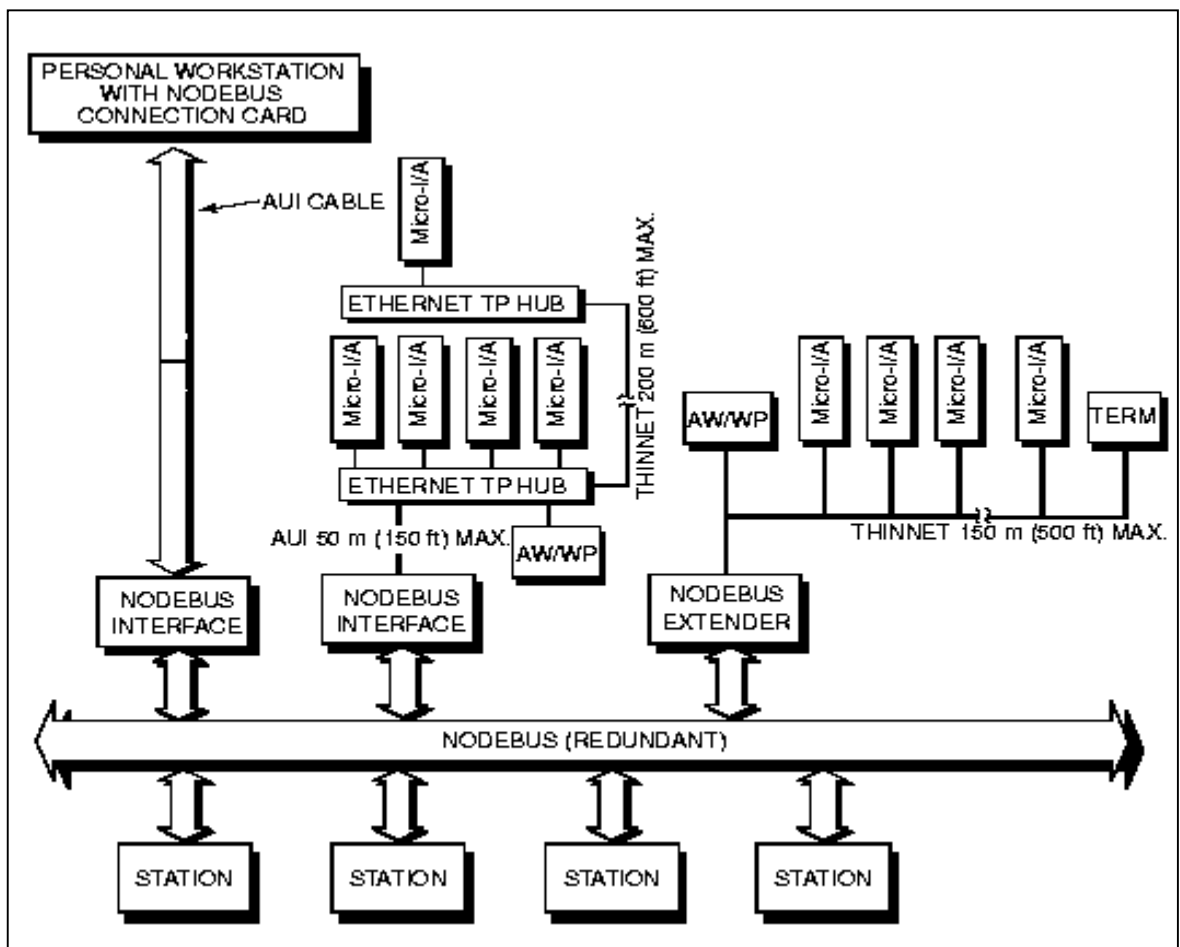 PERSONAL WORKSTATION
WITH NODEBUS
CONNECTION CARD
AUI CABLE
Micro-I/A
ETHERNET TP HUB
THINNET 200 m (600 ft) MAX.
Micro-I/A
Micro-I/A
Micro-I/A
Micro-I/A
ETHERNET TP HUB
AUI 50 m (150 ft) MAX.
AW/WP
AW/WP
Micro-I/A
Micro-I/A
Micro-I/A
Micro-I/A
TERM
THINNET 150 m (500 ft) MAX.
NODEBUS
INTERFACE
NODEBUS
INTERFACE
NODEBUS
EXTENDER
NODEBUS (REDUNDANT)
STATION
STATION
STATION
STATION